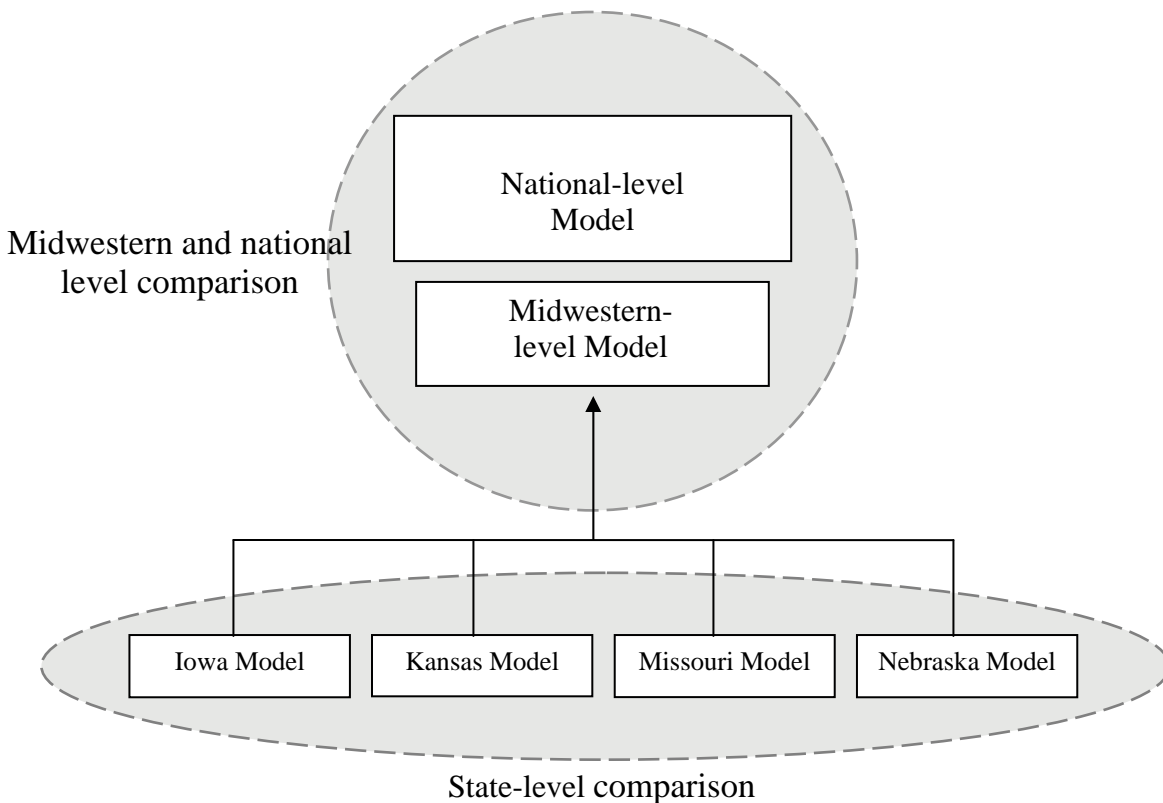 National-level
Model
Midwestern and national
level comparison
Midwestern-
level Model
Iowa Model
Kansas Model
Missouri Model
Nebraska Model
State-level comparison